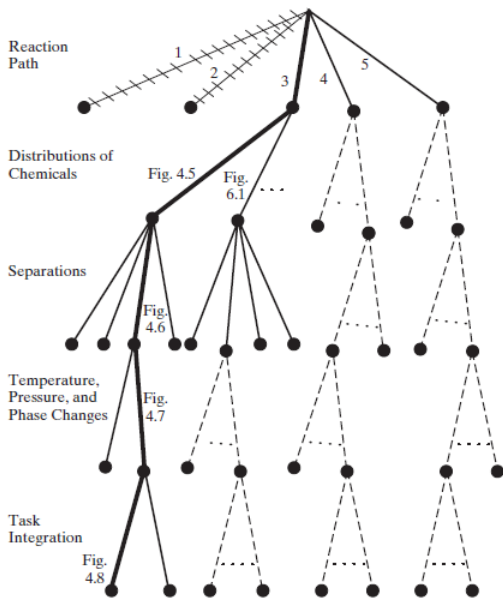 Reaction
Path
1
2
3
4
5
Distributions of
Chemicals
Fig. 4.5
Fig.
6.1
Separations
Fig.
4.6
Temperature,
Pressure, and
Phase Changes
Fig.
4.7
Task
Integration
Fig.
4.8